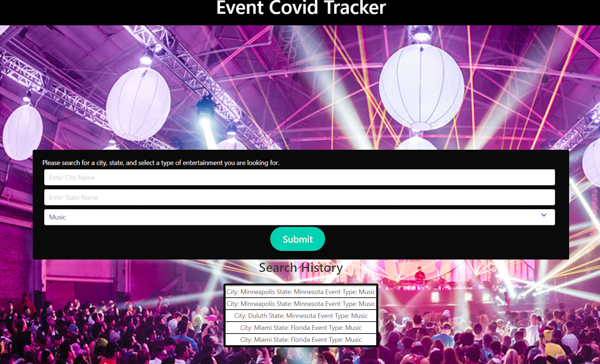 Event Covid Tracker
Please search for a city, state, and select a type of entertainment you are looking for.
Enter City Name
Enter State Name
Music
Submit
Search History
City: Minneapolis State: Minnesota Event Type: Music
City: Minneapolis State: Minnesota Event Type: Music
City: Duluth State: Minnesota Event Type: Music
City: Miami State: Florida Event Type: Music
City: Miami State: Florida Event Type: Music